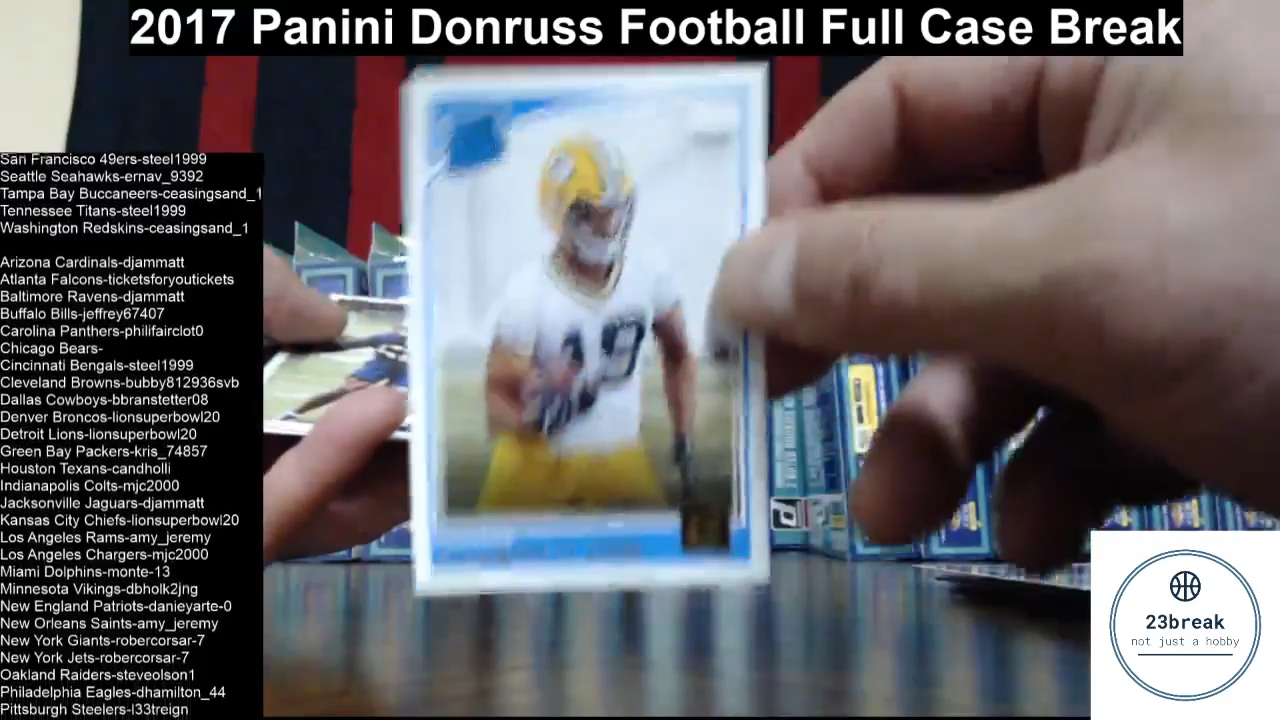 2017 Panini Donruss Football Full Case Break
San Francisco 49ers-steel1999
Seattle Seahawks-ernav_9392
Tampa Bay Buccaneers-ceasingsand_1
Tennessee Titans-steel1999
Washington Redskins-ceasingsand_1
Arizona Cardinals-djammatt
Atlanta Falcons-ticketsforyoutickets
Baltimore Ravens-djammatt
Buffalo Bills-jeffrey67407
Carolina Panthers-philifairclot0
Chicago Bears-
Cincinnati Bengals-steel1999
Cleveland Browns-bubby812936svb
Dallas Cowboys-bbranstetter08
Denver Broncos-lionsuperbowl20
Detroit Lions-lionsuperbowl20
Green Bay Packers-kris_74857
Houston Texans-candholli
Indianapolis Colts-mjc2000
Jacksonville Jaguars-djammatt
Kansas City Chiefs-lionsuperbowl20
Los Angeles Rams-amy_jeremy
Los Angeles Chargers-mjc2000
Miami Dolphins-monte-13
Minnesota Vikings-dbholk2jng
New England Patriots-danieyarte-0
New Orleans Saints-amy_jeremy
New York Giants-robercorsar-7
New York Jets-robercorsar-7
Oakland Raiders-steveolson1
Philadelphia Eagles-dhamilton_44
Pittsburgh Steelers-l33treign
23break
not just a hobby